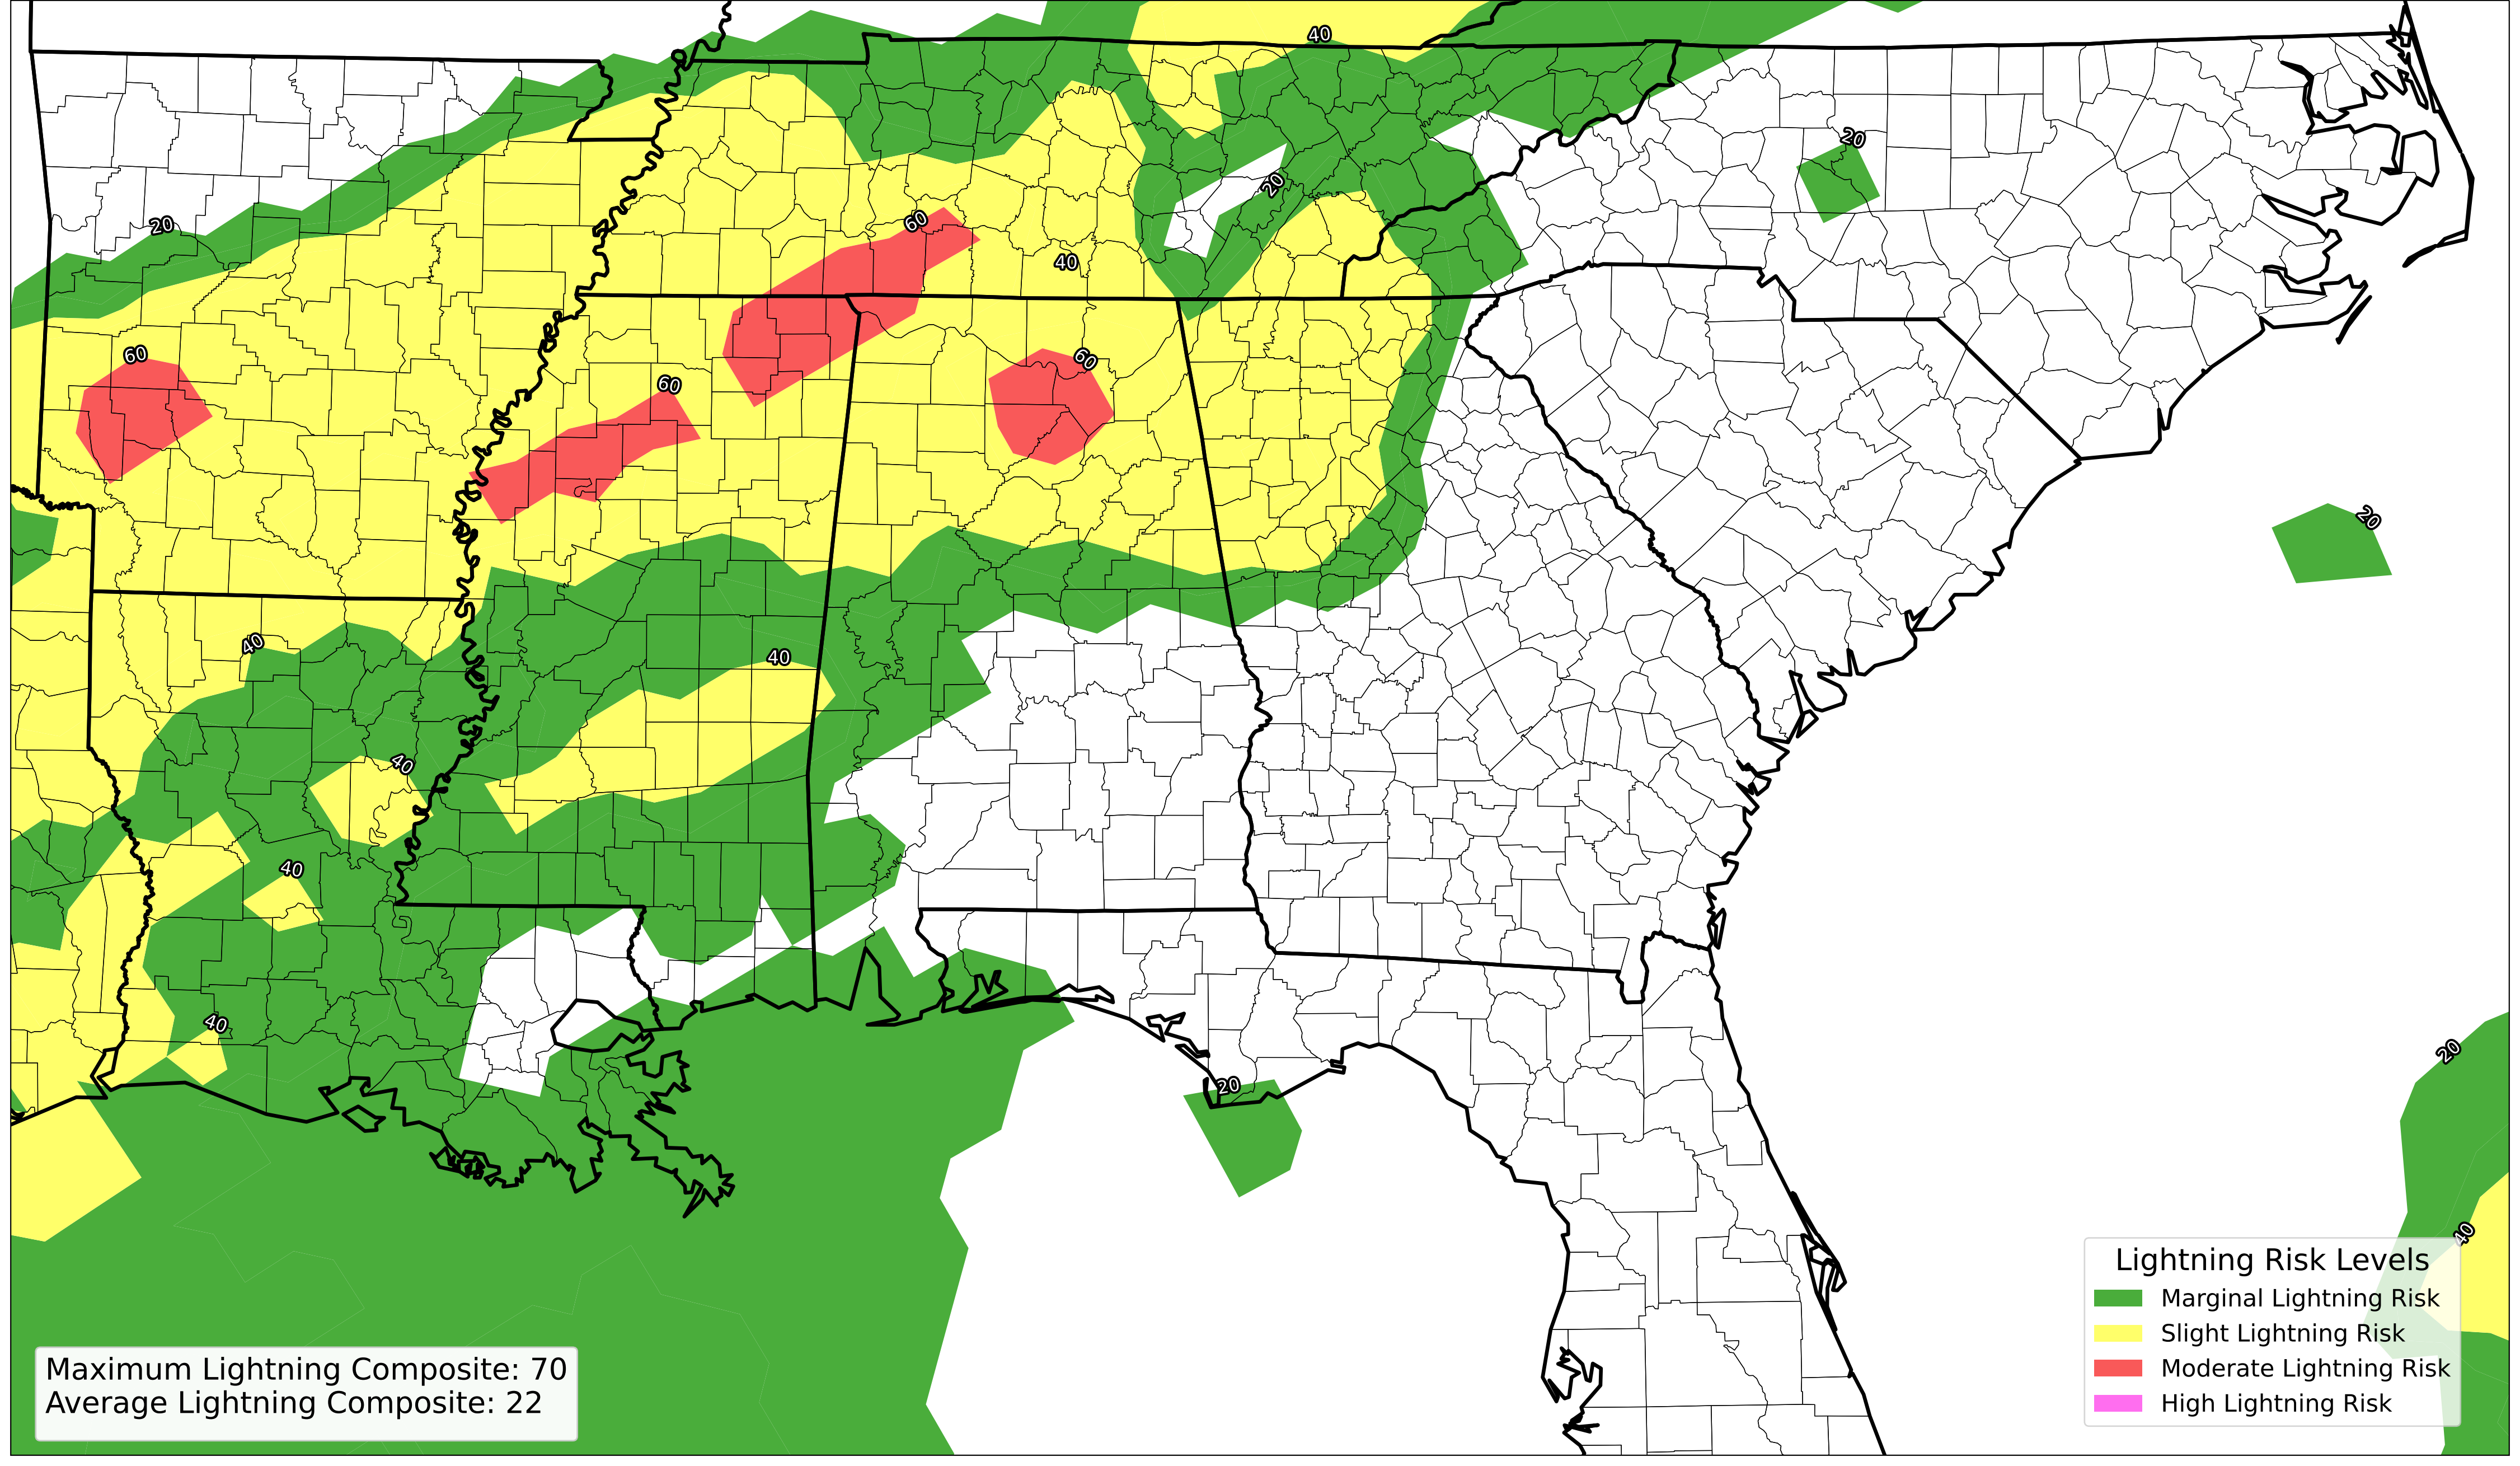 40
20
20
20
60
40
60
60
60
20
40
40
40
40
40
20
20
40
Lightning Risk Levels
Marginal Lightning Risk
Slight Lightning Risk
Moderate Lightning Risk
High Lightning Risk
Maximum Lightning Composite: 70
Average Lightning Composite: 22